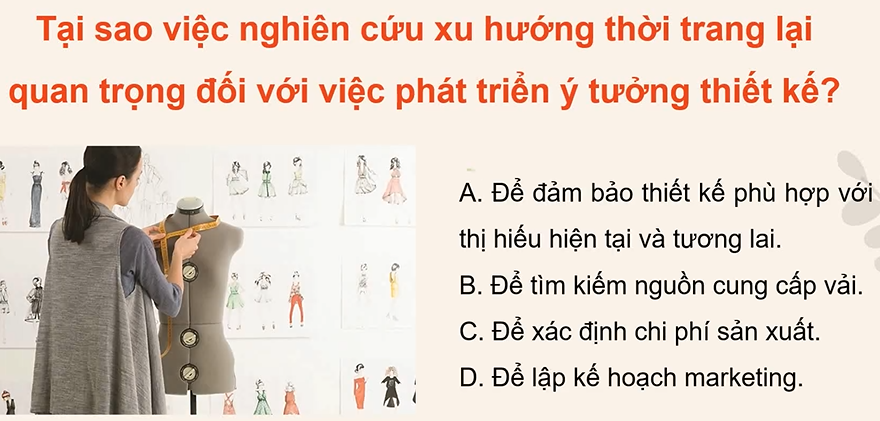 Tại sao việc nghiên cứu xu hướng thời trang lại
quan trọng đối với việc phát triển ý tưởng thiết kế?
A. Để đảm bảo thiết kế phù hợp với
thị hiếu hiện tại và tương lai.
B. Để tìm kiếm nguồn cung cấp vải.
C. Để xác định chi phí sản xuất.
D. Để lập kế hoạch marketing.